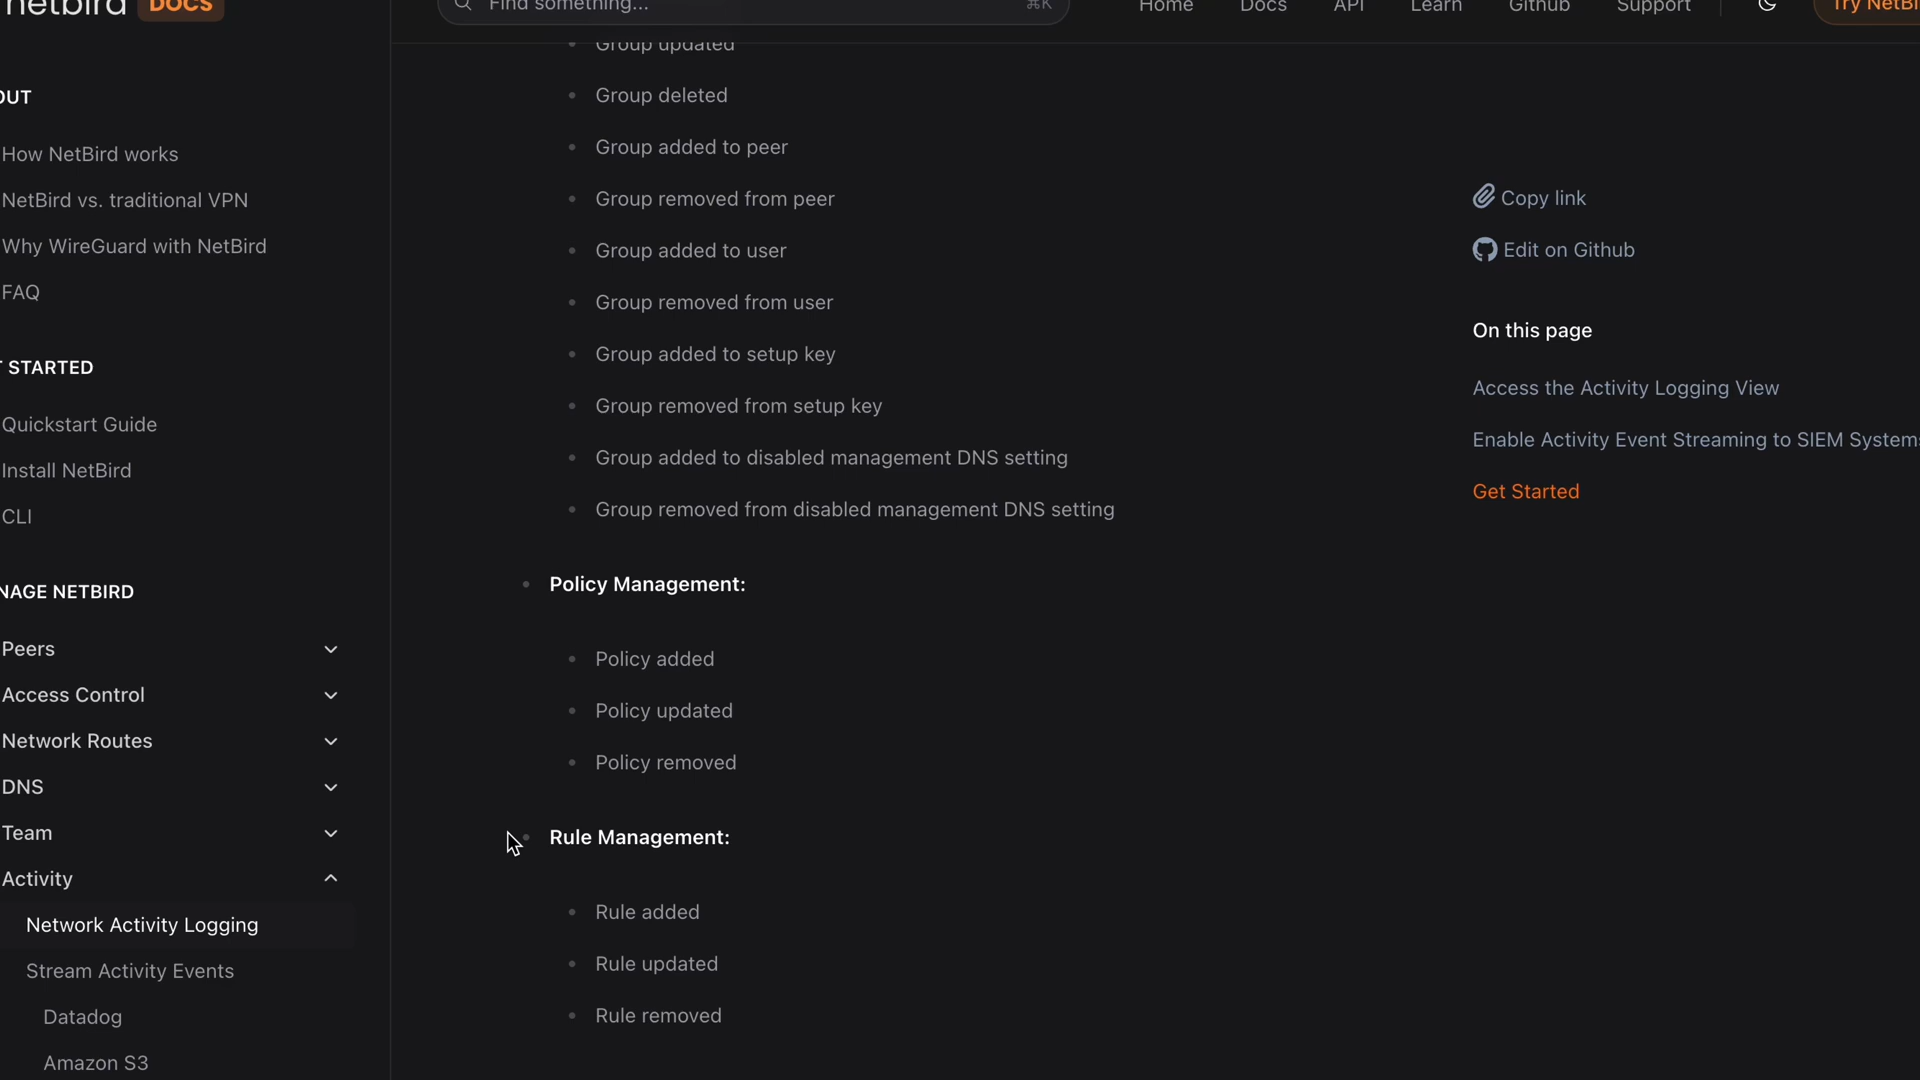 netbird DOCS
Find something... ⌘K
Home Docs API Learn Github Support Try NetBi
OUT
How NetBird works
NetBird vs. traditional VPN
Why WireGuard with NetBird
FAQ
T STARTED
Quickstart Guide
Install NetBird
CLI
NAGE NETBIRD
Peers
Access Control
Network Routes
DNS
Team
Activity
Network Activity Logging
Stream Activity Events
Datadog
Amazon S3
Group updated
Group deleted
Group added to peer
Group removed from peer
Group added to user
Group removed from user
Group added to setup key
Group removed from setup key
Group added to disabled management DNS setting
Group removed from disabled management DNS setting
Policy Management:
Policy added
Policy updated
Policy removed
Rule Management:
Rule added
Rule updated
Rule removed
Copy link
Edit on Github
On this page
Access the Activity Logging View
Enable Activity Event Streaming to SIEM Systems
Get Started